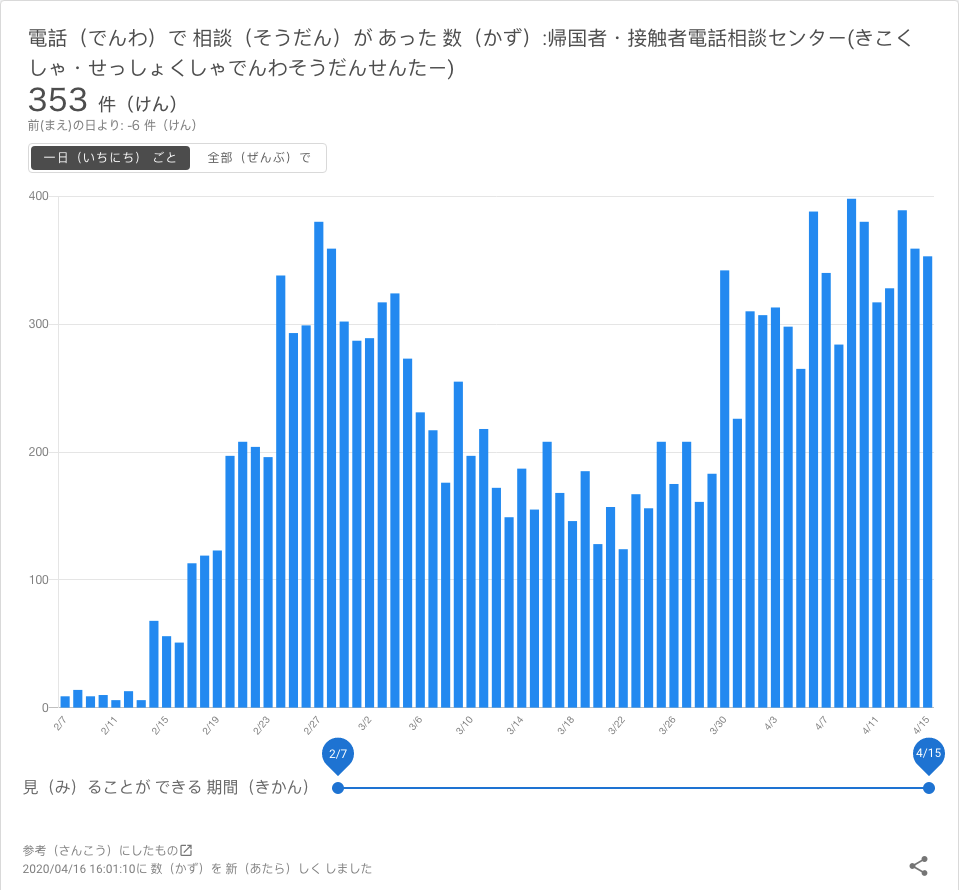 電話（でんわ）で 相談（そうだん）が あった 数（かず）:帰国者・接触者電話相談センター(きこく
しゃ・せっしょくしゃでんわそうだんせんたー)
353 件（けん）
前(まえ)の日より: -6 件（けん）
一日（いちにち） ごと 全部（ぜんぶ）で
400
300
200
100
0
2/7 2/11 2/15 2/19 2/23 2/27 3/2 3/6 3/10 3/14 3/18 3/22 3/26 3/30 4/3 4/7 4/11 4/15
2/7 4/15
見（み）ることが できる 期間（きかん）
参考（さんこう）にしたもの
2020/04/16 16:01:10に 数（かず）を 新（あたら）しく しました